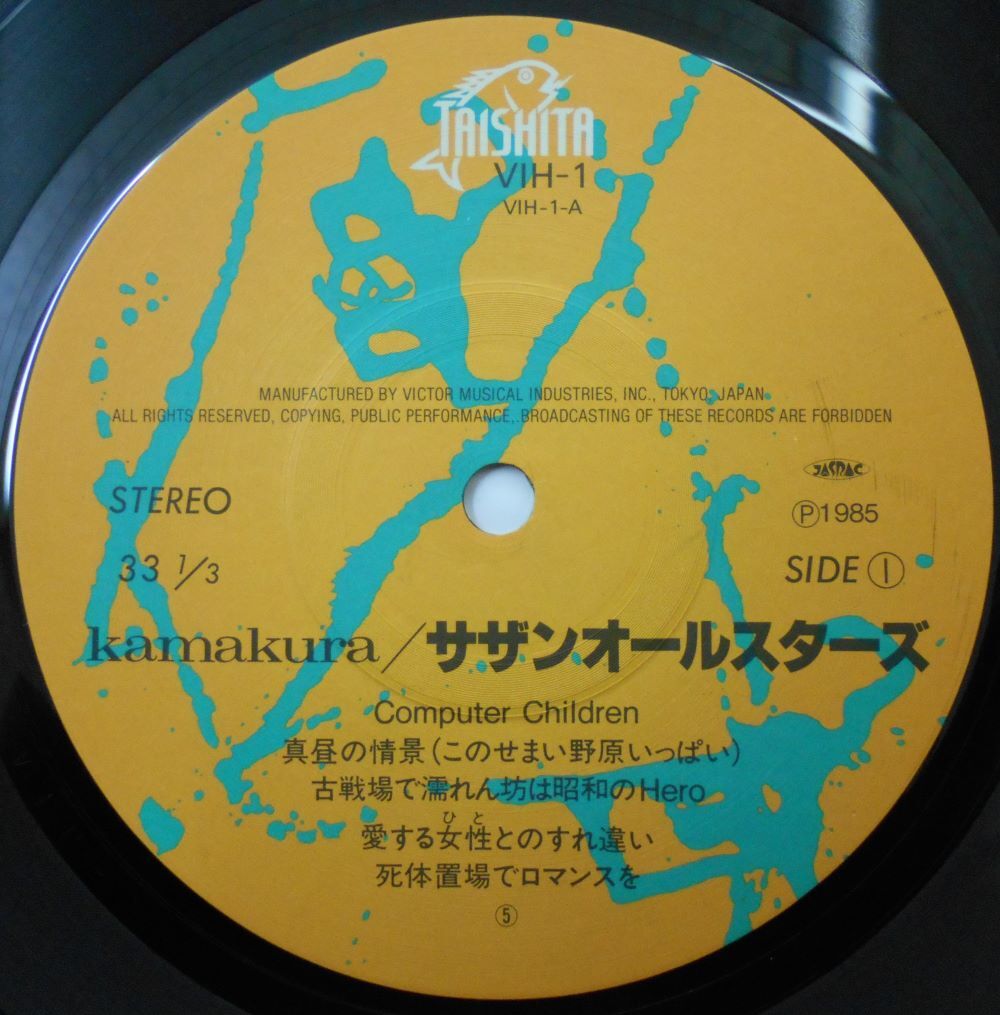 TAISHITA
VIH-1
VIH-1-A
MANUFACTURED BY VICTOR MUSICAL INDUSTRIES, INC., TOKYO, JAPAN
ALL RIGHTS RESERVED, COPYING, PUBLIC PERFORMANCE, BROADCASTING OF THESE RECORDS ARE FORBIDDEN
JASRAC
STEREO
Ⓟ1985
33 1/3
SIDE ①
kamakura/サザンオールスターズ
Computer Children
真昼の情景(このせまい野原いっぱい)
古戦場で濡れん坊は昭和のHero
ひと
愛する女性とのすれ違い
死体置場でロマンスを
⑤